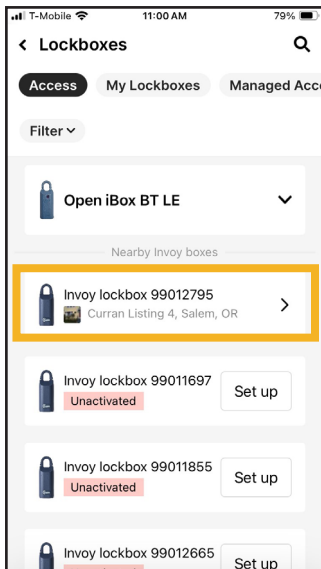 T-Mobile 11:00 AM 79%
Lockboxes
Access My Lockboxes Managed Acc
Filter
Open iBox BT LE
Nearby Invoy boxes
Invoy lockbox 99012795
Curran Listing 4, Salem, OR
Invoy lockbox 99011697
Unactivated
Set up
Invoy lockbox 99011855
Unactivated
Set up
Invoy lockbox 99012665
Set up